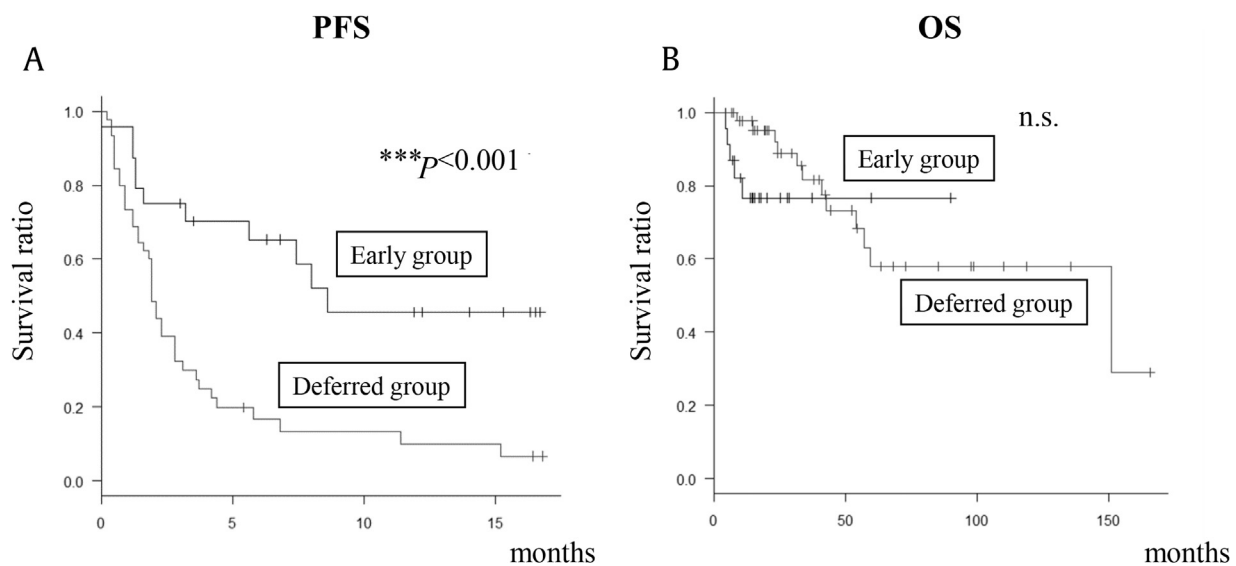 PFS
A
Survival ratio
1.0
0.8
0.6
0.4
0.2
0.0
***P<0.001
Early group
Deferred group
0 5 10 15
months
OS
B
Survival ratio
1.0
0.8
0.6
0.4
0.2
0.0
n.s.
Early group
Deferred group
0 50 100 150
months